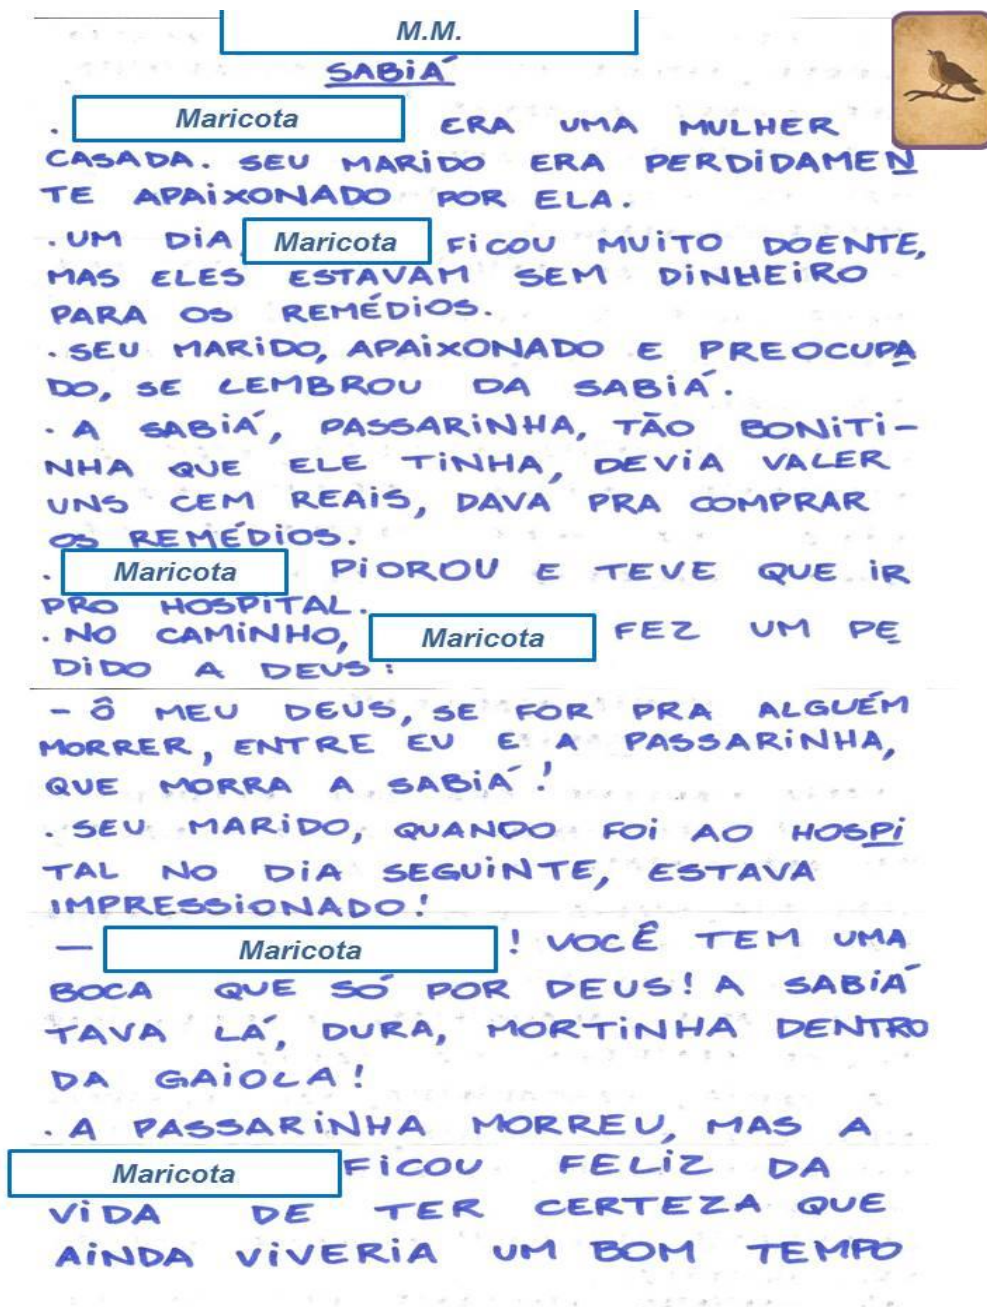 M.M.
SABIÁ
. Maricota ERA UMA MULHER
CASADA. SEU MARIDO ERA PERDIDAMEN
TE APAIXONADO POR ELA.
. UM DIA Maricota FICOU MUITO DOENTE,
MAS ELES ESTAVAM SEM DINHEIRO
PARA OS REMÉDIOS.
. SEU MARIDO, APAIXONADO E PREOCUPA
DO, SE LEMBROU DA SABIÁ.
. A SABIÁ, PASSARINHA, TÃO BONITI-
NHA QUE ELE TINHA, DEVIA VALER
UNS CEM REAIS, DAVA PRA COMPRAR
OS REMÉDIOS.
. Maricota PIOROU E TEVE QUE IR
PRO HOSPITAL.
. NO CAMINHO, Maricota FEZ UM PE
DIDO A DEUS:
- Ô MEU DEUS, SE FOR PRA ALGUÉM
MORRER, ENTRE EU E A PASSARINHA,
QUE MORRA A SABIÁ!
. SEU MARIDO, QUANDO FOI AO HOSPI
TAL NO DIA SEGUINTE, ESTAVA
IMPRESSIONADO!
— Maricota ! VOCÊ TEM UMA
BOCA QUE SÓ POR DEUS! A SABIÁ
TAVA LÁ, DURA, MORTINHA DENTRO
DA GAIOLA!
. A PASSARINHA MORREU, MAS A
Maricota FICOU FELIZ DA
VIDA DE TER CERTEZA QUE
AINDA VIVERIA UM BOM TEMPO